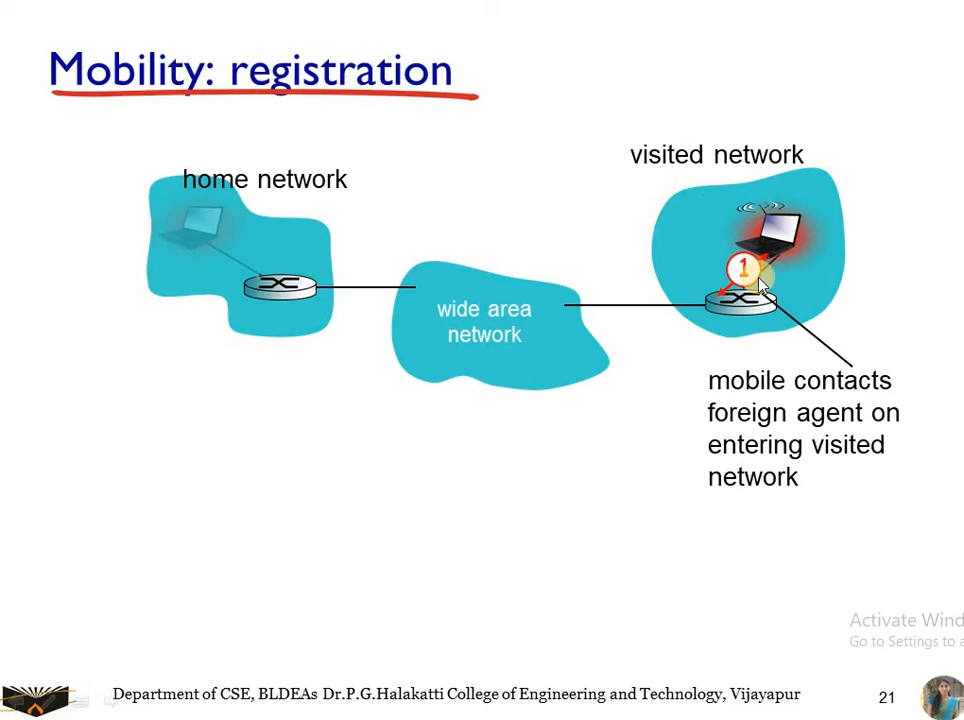 Mobility: registration
visited network
home network
1
wide area
network
mobile contacts
foreign agent on
entering visited
network
Activate Wind
Go to Settings to a
Department of CSE, BLDEAs Dr.P.G.Halakatti College of Engineering and Technology, Vijayapur
21